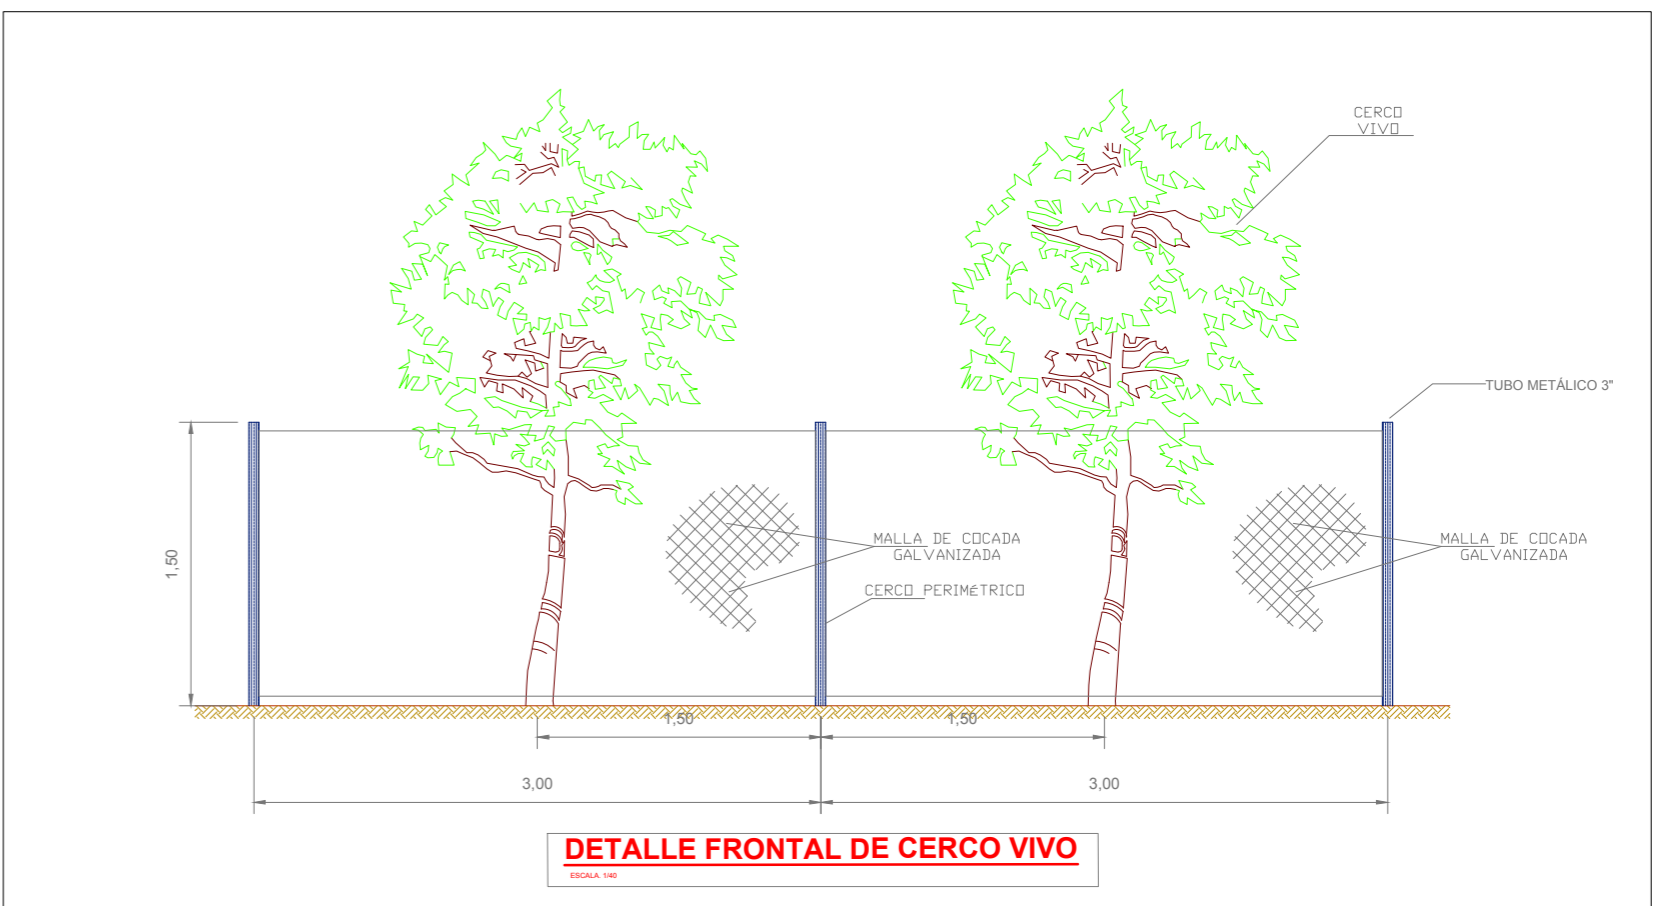 CERCO
VIVO
TUBO METÁLICO 3"
1,50
MALLA DE COCADA
GALVANIZADA
MALLA DE COCADA
GALVANIZADA
CERCO PERIMéTRICO
1,50
1,50
3,00
3,00
DETALLE FRONTAL DE CERCO VIVO
ESCALA. 1/40